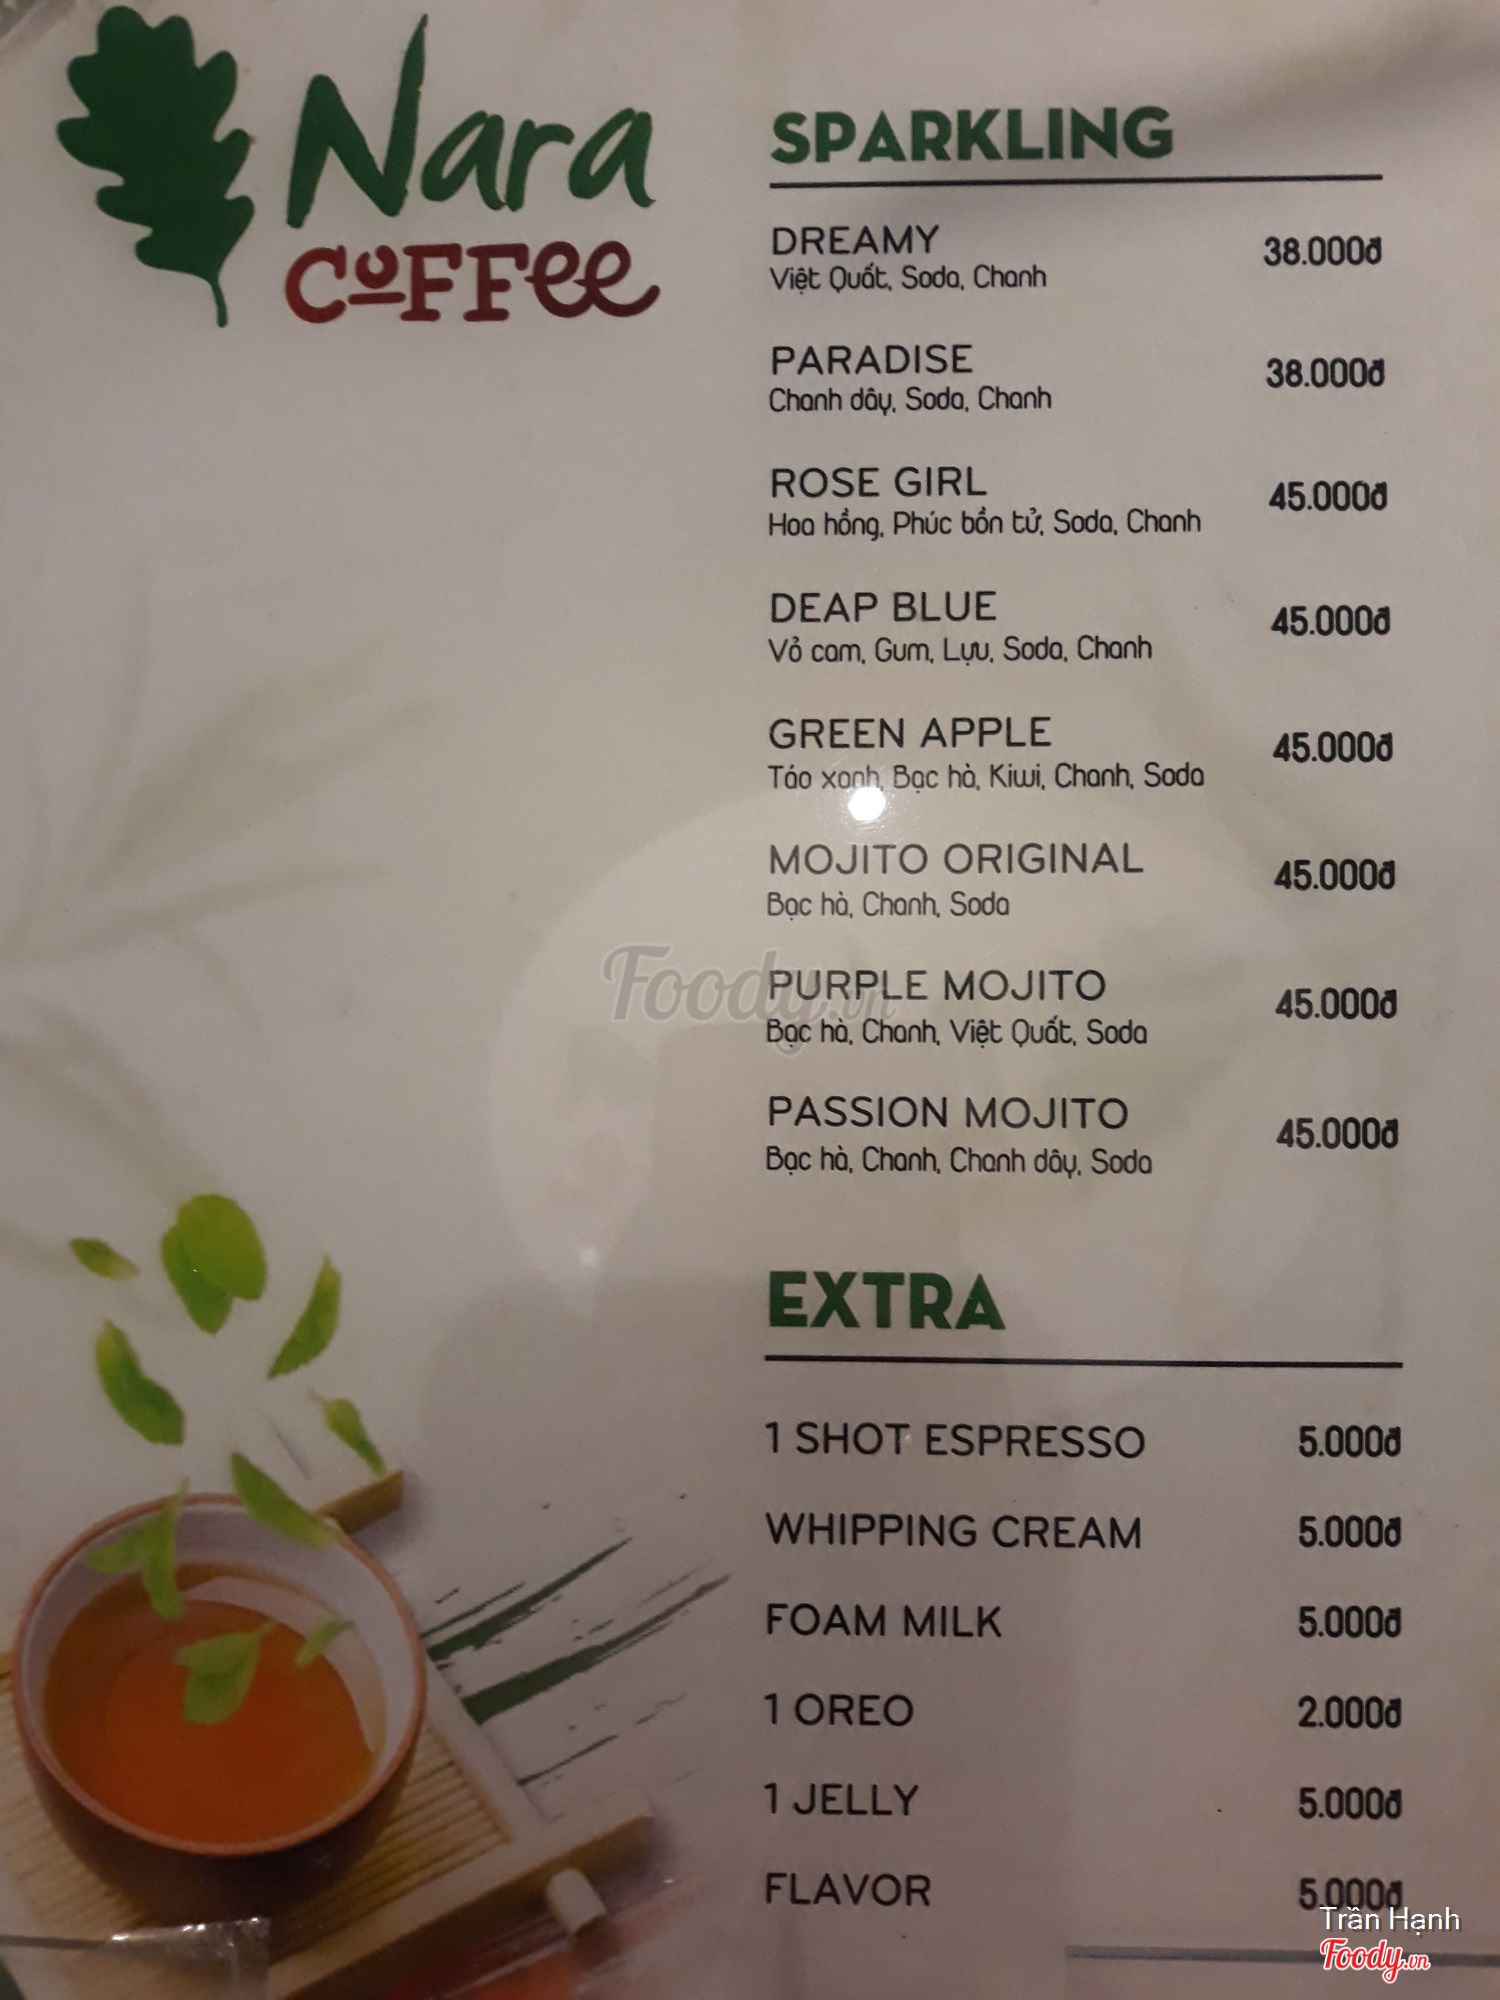 Nara
COFFEE
SPARKLING
DREAMY 38.000đ
Việt Quất, Soda, Chanh
PARADISE 38.000đ
Chanh dây, Soda, Chanh
ROSE GIRL 45.000đ
Hoa hồng, Phúc bồn tử, Soda, Chanh
DEAP BLUE 45.000đ
Vỏ cam, Gum, Lựu, Soda, Chanh
GREEN APPLE 45.000đ
Táo xanh, Bạc hà, Kiwi, Chanh, Soda
MOJITO ORIGINAL 45.000đ
Bạc hà, Chanh, Soda
Foody.vn
PURPLE MOJITO 45.000đ
Bạc hà, Chanh, Việt Quất, Soda
PASSION MOJITO 45.000đ
Bạc hà, Chanh, Chanh dây, Soda
EXTRA
1 SHOT ESPRESSO 5.000đ
WHIPPING CREAM 5.000đ
FOAM MILK 5.000đ
1 OREO 2.000đ
1 JELLY 5.000đ
FLAVOR 5.000đ
Trần Hạnh
Foody.vn